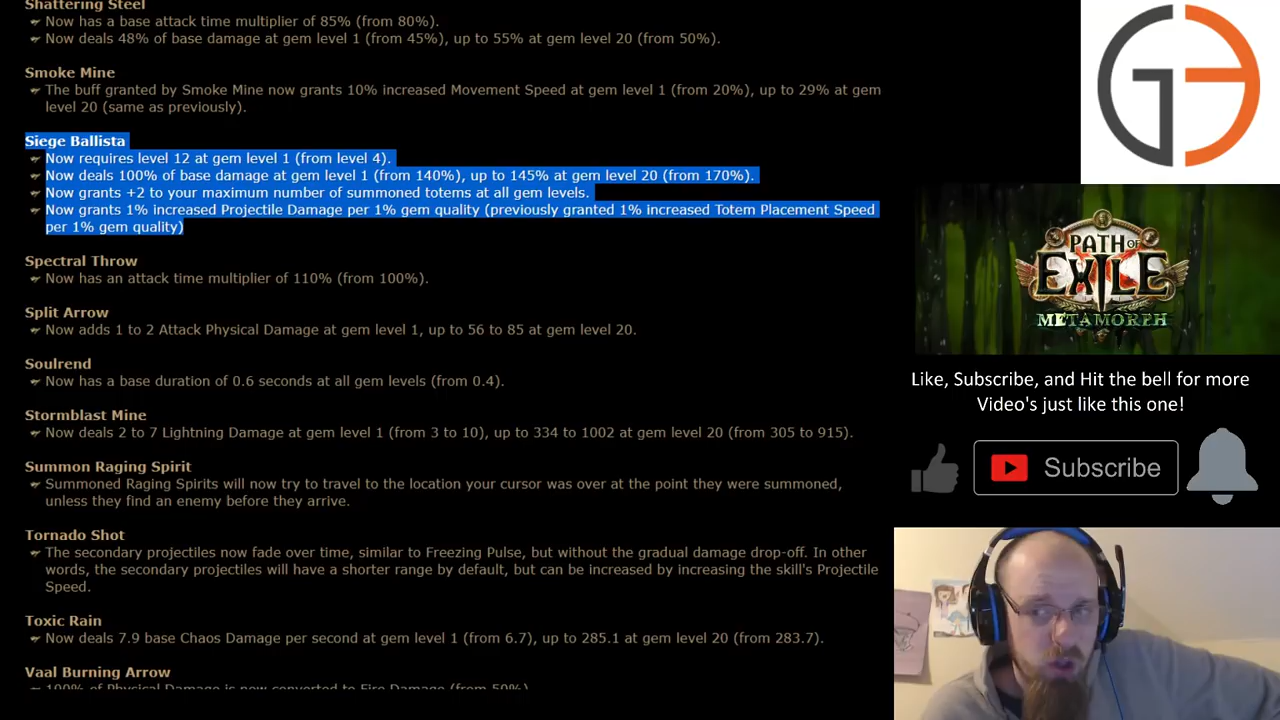 Shattering Steel
Now has a base attack time multiplier of 85% (from 80%).
Now deals 48% of base damage at gem level 1 (from 45%), up to 55% at gem level 20 (from 50%).
Smoke Mine
The buff granted by Smoke Mine now grants 10% increased Movement Speed at gem level 1 (from 20%), up to 29% at gem
level 20 (same as previously).
Siege Ballista
Now requires level 12 at gem level 1 (from level 4).
Now deals 100% of base damage at gem level 1 (from 140%), up to 145% at gem level 20 (from 170%).
Now grants +2 to your maximum number of summoned totems at all gem levels.
Now grants 1% increased Projectile Damage per 1% gem quality (previously granted 1% increased Totem Placement Speed
per 1% gem quality)
Spectral Throw
Now has an attack time multiplier of 110% (from 100%).
Split Arrow
Now adds 1 to 2 Attack Physical Damage at gem level 1, up to 56 to 85 at gem level 20.
Soulrend
Now has a base duration of 0.6 seconds at all gem levels (from 0.4).
Stormblast Mine
Now deals 2 to 7 Lightning Damage at gem level 1 (from 3 to 10), up to 334 to 1002 at gem level 20 (from 305 to 915).
Summon Raging Spirit
Summoned Raging Spirits will now try to travel to the location your cursor was over at the point they were summoned,
unless they find an enemy before they arrive.
Tornado Shot
The secondary projectiles now fade over time, similar to Freezing Pulse, but without the gradual damage drop-off. In other
words, the secondary projectiles will have a shorter range by default, but can be increased by increasing the skill's Projectile
Speed.
Toxic Rain
Now deals 7.9 base Chaos Damage per second at gem level 1 (from 6.7), up to 285.1 at gem level 20 (from 283.7).
Vaal Burning Arrow
100% of Physical Damage is now converted to Fire Damage (from 50%)
PATH OF
EXILE
METAMORPH
Like, Subscribe, and Hit the bell for more
Video's just like this one!
Subscribe